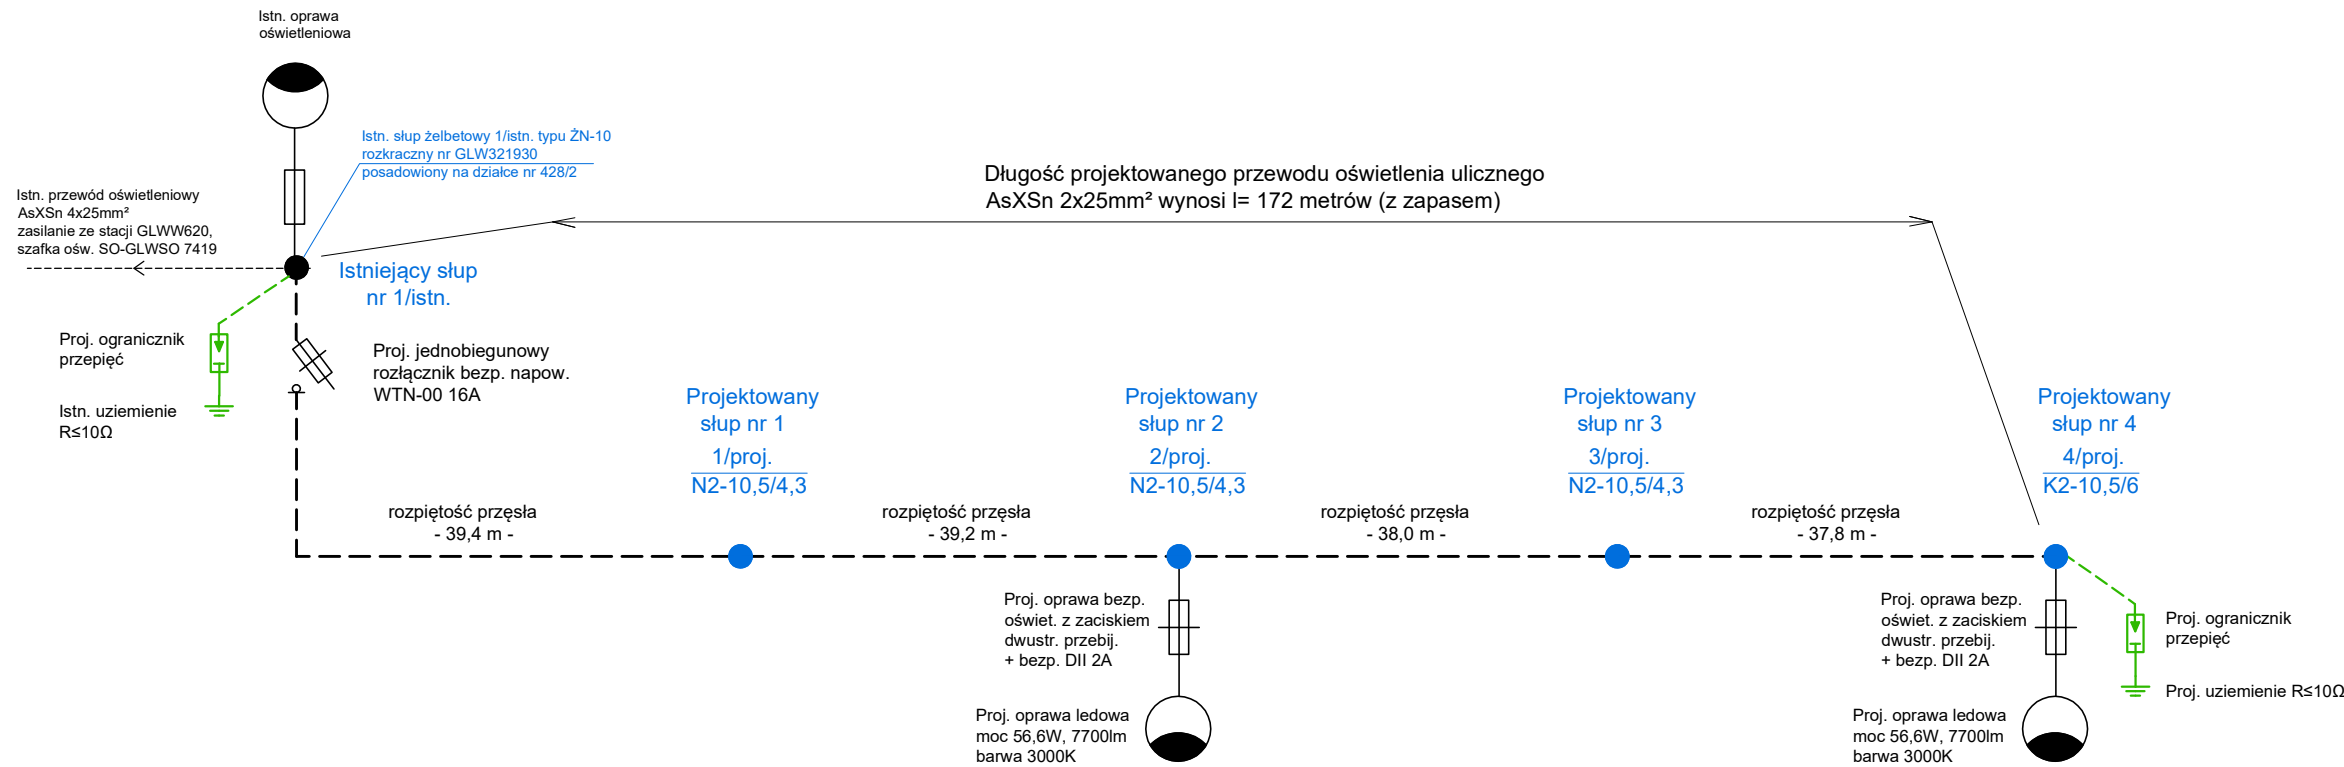 Istn. oprawa
oświetleniowa
Istn. słup żelbetowy 1/istn. typu ŻN-10
rozkraczny nr GLW321930
posadowiony na działce nr 428/2
Istn. przewód oświetleniowy
AsXSn 4x25mm²
zasilanie ze stacji GLWW620,
szafka ośw. SO-GLWSO 7419
Długość projektowanego przewodu oświetlenia ulicznego
AsXSn 2x25mm² wynosi l= 172 metrów (z zapasem)
Istniejący słup
nr 1/istn.
Proj. ogranicznik
przepięć
Istn. uziemienie
R≤10Ω
Proj. jednobiegunowy
rozłącznik bezp. napow.
WTN-00 16A
Projektowany
słup nr 1
1/proj.
N2-10,5/4,3
Projektowany
słup nr 2
2/proj.
N2-10,5/4,3
Projektowany
słup nr 3
3/proj.
N2-10,5/4,3
Projektowany
słup nr 4
4/proj.
K2-10,5/6
rozpiętość przęsła
- 39,4 m -
rozpiętość przęsła
- 39,2 m -
rozpiętość przęsła
- 38,0 m -
rozpiętość przęsła
- 37,8 m -
Proj. oprawa bezp.
oświet. z zaciskiem
dwustr. przebij.
+ bezp. DII 2A
Proj. oprawa ledowa
moc 56,6W, 7700lm
barwa 3000K
Proj. oprawa bezp.
oświet. z zaciskiem
dwustr. przebij.
+ bezp. DII 2A
Proj. oprawa ledowa
moc 56,6W, 7700lm
barwa 3000K
Proj. ogranicznik
przepięć
Proj. uziemienie R≤10Ω